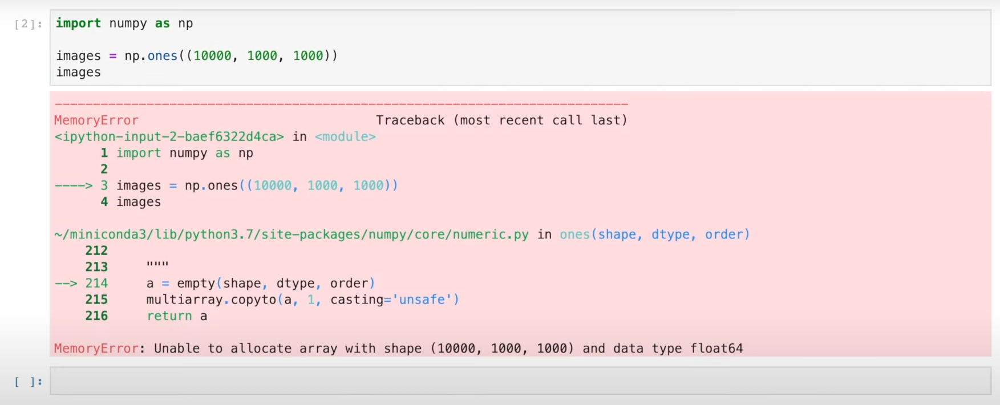 [2]: import numpy as np
images = np.ones((10000, 1000, 1000))
images
---------------------------------------------------------------------------
MemoryError                               Traceback (most recent call last)
<ipython-input-2-baef6322d4ca> in <module>
      1 import numpy as np
      2
----> 3 images = np.ones((10000, 1000, 1000))
      4 images
~/miniconda3/lib/python3.7/site-packages/numpy/core/numeric.py in ones(shape, dtype, order)
    212
    213     """
--> 214     a = empty(shape, dtype, order)
    215     multiarray.copyto(a, 1, casting='unsafe')
    216     return a
MemoryError: Unable to allocate array with shape (10000, 1000, 1000) and data type float64
[ ]: